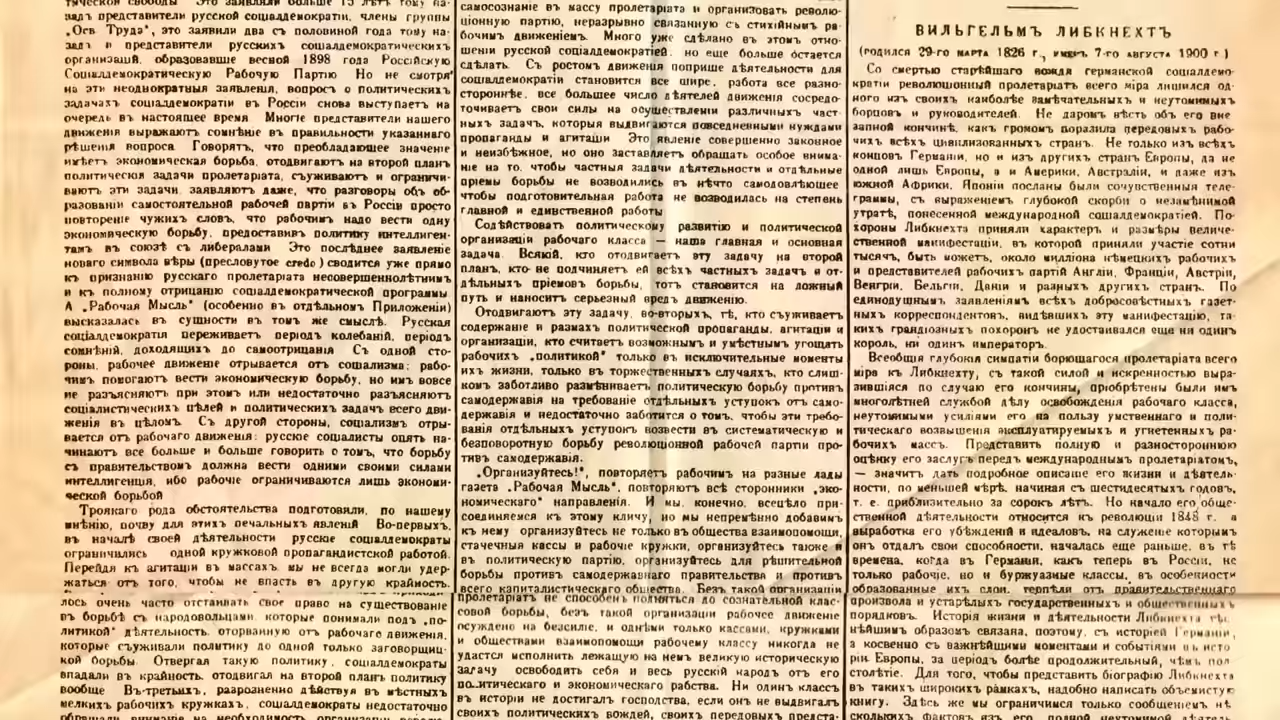 тической свободы Это заявляли больше 15 лѣтъ тому на-
задъ представители русской соціалдемократіи, члены группы
„Осв Труда", это заявили два съ половиной года тому на-
задъ и представители русскихъ соціалдемократическихъ
организацій, образовавшіе весной 1898 года Россійскую
Соціалдемократическую Рабочую Партію Но не смотря
на эти неоднократныя заявленія, вопросъ о политическихъ
задачахъ соціалдемократіи въ Россіи снова выступаетъ на
очередь въ настоящее время Многіе представители нашего
движенія выражаютъ сомнѣніе въ правильности указаннаго
рѣшенія вопроса Говорятъ, что преобладающее значеніе
имѣетъ экономическая борьба, отодвигаютъ на второй планъ
политическія задачи пролетаріата, съуживаютъ и ограничи-
ваютъ эти задачи, заявляютъ даже, что разговоры объ об-
разованіи самостоятельной рабочей партіи въ Россіи просто
повтореніе чужихъ словъ, что рабочимъ надо вести одну
экономическую борьбу, предоставивъ политику интеллиген-
тамъ въ союзѣ съ либералами Это послѣднее заявленіе
новаго символа вѣры (пресловутое credo) сводится уже прямо
къ признанію русскаго пролетаріата несовершеннолѣтнимъ
и къ полному отрицанію соціалдемократической программы
А „Рабочая Мысль" (особенно въ отдѣльномъ Приложеніи)
высказалась въ сущности въ томъ же смыслѣ. Русская
соціалдемократія переживаетъ періодъ колебаній, періодъ
сомнѣній, доходящихъ до самоотрицанія Съ одной сто-
роны, рабочее движеніе отрывается отъ соціализма: рабо-
чимъ помогаютъ вести экономическую борьбу, но имъ вовсе
не разъясняютъ при этомъ или недостаточно разъясняютъ
соціалистическихъ цѣлей и политическихъ задачъ всего дви-
женія въ цѣломъ. Съ другой стороны, соціализмъ отры-
вается отъ рабочаго движенія: русскіе соціалисты опять на-
чинаютъ все больше и больше говорить о томъ, что борьбу
съ правительствомъ должна вести одними своими силами
интеллигенція, ибо рабочіе ограничиваются лишь экономи-
ческой борьбой
Троякаго рода обстоятельства подготовили, по нашему
мнѣнію, почву для этихъ печальныхъ явленій Во-первыхъ,
въ началѣ своей дѣятельности русскіе соціалдемократы
ограничились одной кружковой пропагандистской работой.
Перейдя къ агитаціи въ массахъ, мы не всегда могли удер-
жаться отъ того, чтобы не впасть въ другую крайность.
лось очень часто отстаивать свое право на существованіе
въ борьбѣ съ народовольцами, которые понимали подъ „по-
литикой" дѣятельность, оторванную отъ рабочаго движенія,
которые съуживали политику до одной только заговорщиц-
кой борьбы. Отвергая такую политику, соціалдемократы
впадали въ крайность, отодвигая на второй планъ политику
вообще Въ-третьихъ, разрозненно дѣйствуя въ мѣстныхъ
мелкихъ рабочихъ кружкахъ, соціалдемократы недостаточно
обращали вниманіе на необходимость организаціи
самосознаніе въ массу пролетаріата и организовать револю-
ціонную партію, неразрывно связанную съ стихійнымъ ра-
бочимъ движеніемъ. Много уже сдѣлано въ этомъ отно-
шеніи русской соціалдемократіей, но еще больше остается
сдѣлать. Съ ростомъ движенія поприще дѣятельности для
соціалдемократіи становится все шире, работа все разно-
стороннѣе, все большее число дѣятелей движенія сосредо-
точиваетъ свои силы на осуществленіи различныхъ част-
ныхъ задачъ, которыя выдвигаются повседневными нуждами
пропаганды и агитаціи Это явленіе совершенно законное
и неизбѣжное, но оно заставляетъ обращать особое внима-
ніе на то, чтобы частныя задачи дѣятельности и отдѣльные
пріемы борьбы не возводились въ нѣчто самодовлѣющее
чтобы подготовительная работа не возводилась на степень
главной и единственной работы
Содѣйствовать политическому развитію и политической
организаціи рабочаго класса — наша главная и основная
задача. Всякій, кто отодвигаетъ эту задачу на второй
планъ, кто не подчиняетъ ей всѣхъ частныхъ задачъ и от-
дѣльныхъ пріемовъ борьбы, тотъ становится на ложный
путь и наноситъ серьезный вредъ движенію.
Отодвигаютъ эту задачу, во-вторыхъ, тѣ, кто съуживаетъ
содержаніе и размахъ политической пропаганды, агитаціи и
организаціи, кто считаетъ возможнымъ и умѣстнымъ угощать
рабочихъ „политикой" только въ исключительные моменты
ихъ жизни, только въ торжественныхъ случаяхъ, кто слиш-
комъ заботливо размѣниваетъ политическую борьбу противъ
самодержавія на требованіе отдѣльныхъ уступокъ отъ само-
державія и недостаточно заботится о томъ, чтобы эти требо-
ванія отдѣльныхъ уступокъ возвести въ систематическую и
безповоротную борьбу революціонной рабочей партіи про-
тивъ самодержавія.
„Организуйтесь!", повторяетъ рабочимъ на разные лады
газета „Рабочая Мысль", повторяютъ всѣ сторонники „эко-
номическаго" направленія. И мы, конечно, всецѣло при-
соединяемся къ этому кличу, но мы непремѣнно добавимъ
къ нему организуйтесь не только въ общества взаимопомощи,
стачечныя кассы и рабочіе кружки, организуйтесь также и
въ политическую партію, организуйтесь для рѣшительной
борьбы противъ самодержавнаго правительства и противъ
всего капиталистическаго общества. Безъ такой организаціи
пролетаріатъ не способенъ подняться до сознательной клас-
совой борьбы, безъ такой организаціи рабочее движеніе
осуждено на безсиліе, и однѣми только кассами, кружками
и обществами взаимопомощи рабочему классу никогда не
удастся исполнить лежащую на немъ великую историческую
задачу освободить себя и весь русскій народъ отъ его
политическаго и экономическаго рабства. Ни одинъ классъ
въ исторіи не достигалъ господства, если онъ не выдвигалъ
своихъ политическихъ вождей, своихъ передовыхъ предста-
ВИЛЬГЕЛЬМЪ ЛИБКНЕХТЪ
(родился 29-го марта 1826 г., умеръ 7-го августа 1900 г)
Со смертью старѣйшаго вождя германской соціалдемо-
кратіи революціонный пролетаріатъ всего міра лишился од-
ного изъ своихъ наиболѣе замѣчательныхъ и неутомимыхъ
борцовъ и руководителей. Не даромъ вѣсть объ его вне
запной кончинѣ, какъ громомъ поразила передовыхъ рабо-
чихъ всѣхъ цивилизованныхъ странъ. Не только изъ всѣхъ
концовъ Германіи, но и изъ другихъ странъ Европы, да не
одной лишь Европы, а и Америки, Австраліи, и даже изъ
южной Африки, Японіи посланы были сочувственныя теле-
граммы, съ выраженіемъ глубокой скорби о незамѣнимой
утратѣ, понесенной международной соціалдемократіей. По-
хороны Либкнехта приняли характеръ и размѣры величе-
ственной манифестаціи, въ которой приняли участіе сотни
тысячъ, быть можетъ, около милліона нѣмецкихъ рабочихъ
и представителей рабочихъ партій Англіи, Франціи, Австріи,
Венгріи, Бельгіи, Даніи и разныхъ другихъ странъ. По
единодушнымъ заявленіямъ всѣхъ добросовѣстныхъ газет-
ныхъ корреспондентовъ, видѣвшихъ эту манифестацію, та-
кихъ грандіозныхъ похоронъ не удостаивался еще ни одинъ
король, ни одинъ императоръ.
Всеобщія глубокія симпатіи борющагося пролетаріата всего
міра къ Либкнехту, съ такой силой и искренностью выра-
зившіяся по случаю его кончины, пріобрѣтены были имъ
многолѣтней службой дѣлу освобожденія рабочаго класса,
неутомимыми усиліями его на пользу умственнаго и поли-
тическаго возвышенія эксплуатируемыхъ и угнетенныхъ ра-
бочихъ массъ. Представить полную и разностороннюю
оцѣнку его заслугъ передъ международнымъ пролетаріатомъ,
— значитъ дать подробное описаніе его жизни и дѣятель-
ности, по меньшей мѣрѣ, начиная съ шестидесятыхъ годовъ,
т. е. приблизительно за сорокъ лѣтъ. Но начало его обще-
ственной дѣятельности относится къ революціи 1848 г. а
выработка его убѣжденій и идеаловъ, на служеніе которымъ
онъ отдалъ свои способности, началась еще раньше, въ тѣ
времена, когда въ Германіи, какъ теперь въ Россіи, не
только рабочіе, но и буржуазные классы, въ особенности
образованные ихъ слои, терпѣли отъ правительственнаго
произвола и устарѣлыхъ государственныхъ и общественныхъ
порядковъ. Исторія жизни и дѣятельности Либкнехта
нѣйшимъ образомъ связана, поэтому, съ исторіей Германіи,
а косвенно съ важнѣйшими моментами и событіями въ исто
ріи Европы, за періодъ болѣе продолжительный, чѣмъ пол
столѣтіе. Для того, чтобы представить біографію Либкнехта
въ такихъ широкихъ рамкахъ, надобно написать объемистую
книгу. Здѣсь же мы ограничимся только сообщеніемъ нѣ
сколькихъ фактовъ изъ его полной неутомимой